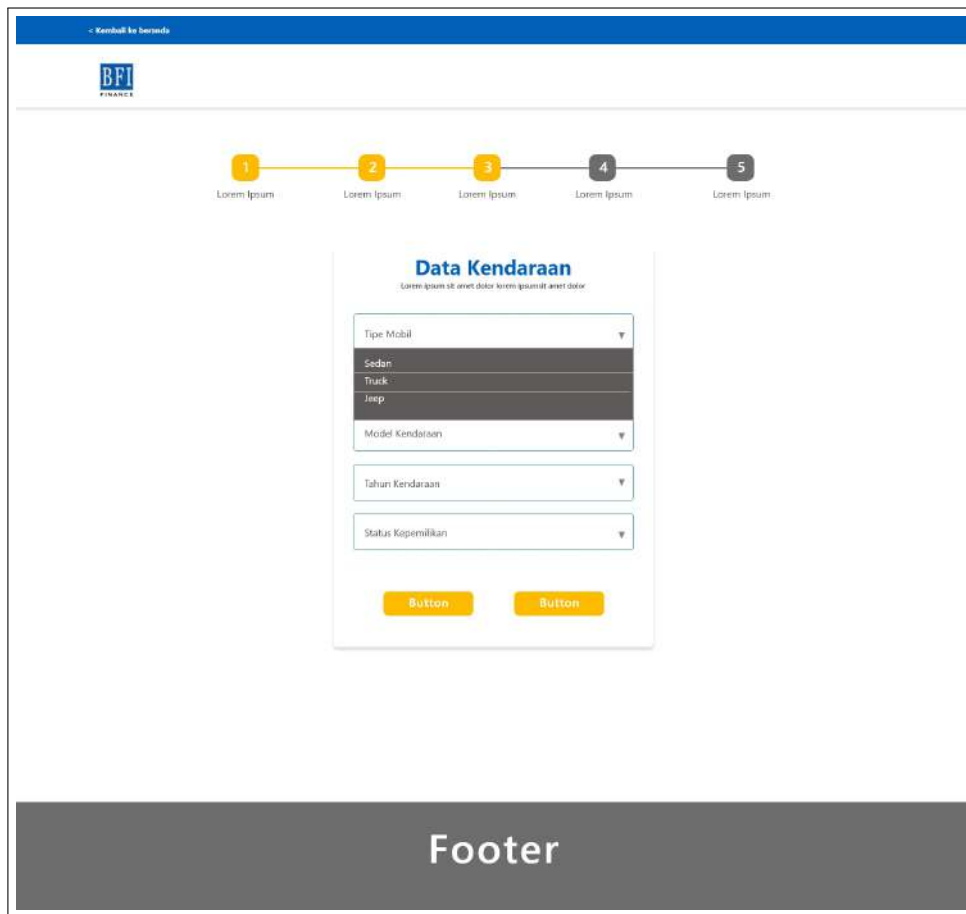 < Kembali ke beranda
BFI
FINANCE
1 2 3 4 5
Lorem Ipsum Lorem Ipsum Lorem Ipsum Lorem Ipsum Lorem Ipsum
Data Kendaraan
Lorem ipsum sit amet dolor lorem ipsum sit amet dolor
Tipe Mobil
Sedan
Truck
Jeep
Model Kendaraan
Tahun Kendaraan
Status Kepemilikan
Button Button
Footer